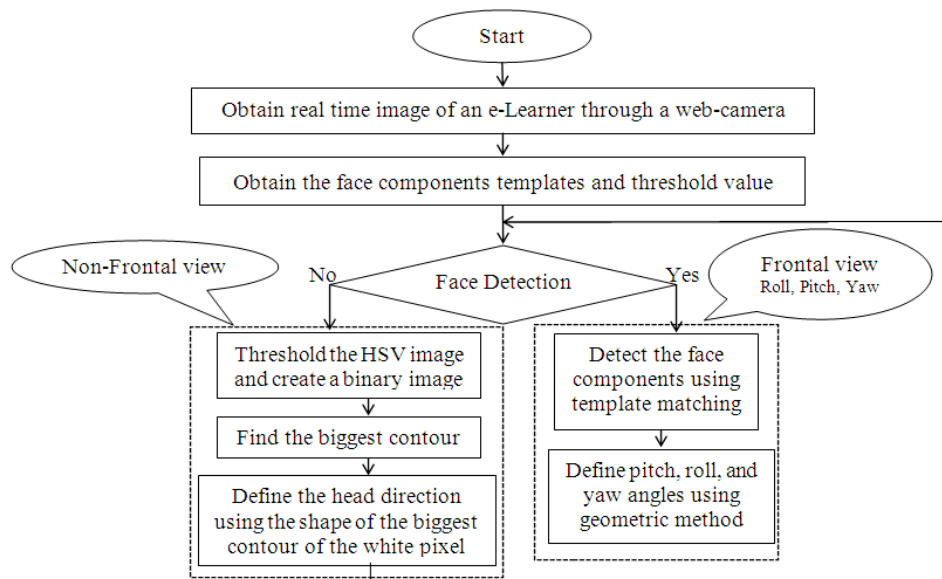 Start
Obtain real time image of an e-Learner through a web-camera
Obtain the face components templates and threshold value
Non-Frontal view
No
Face Detection
Yes
Frontal view
Roll, Pitch, Yaw
Threshold the HSV image
and create a binary image
Find the biggest contour
Define the head direction
using the shape of the biggest
contour of the white pixel
Detect the face
components using
template matching
Define pitch, roll, and
yaw angles using
geometric method